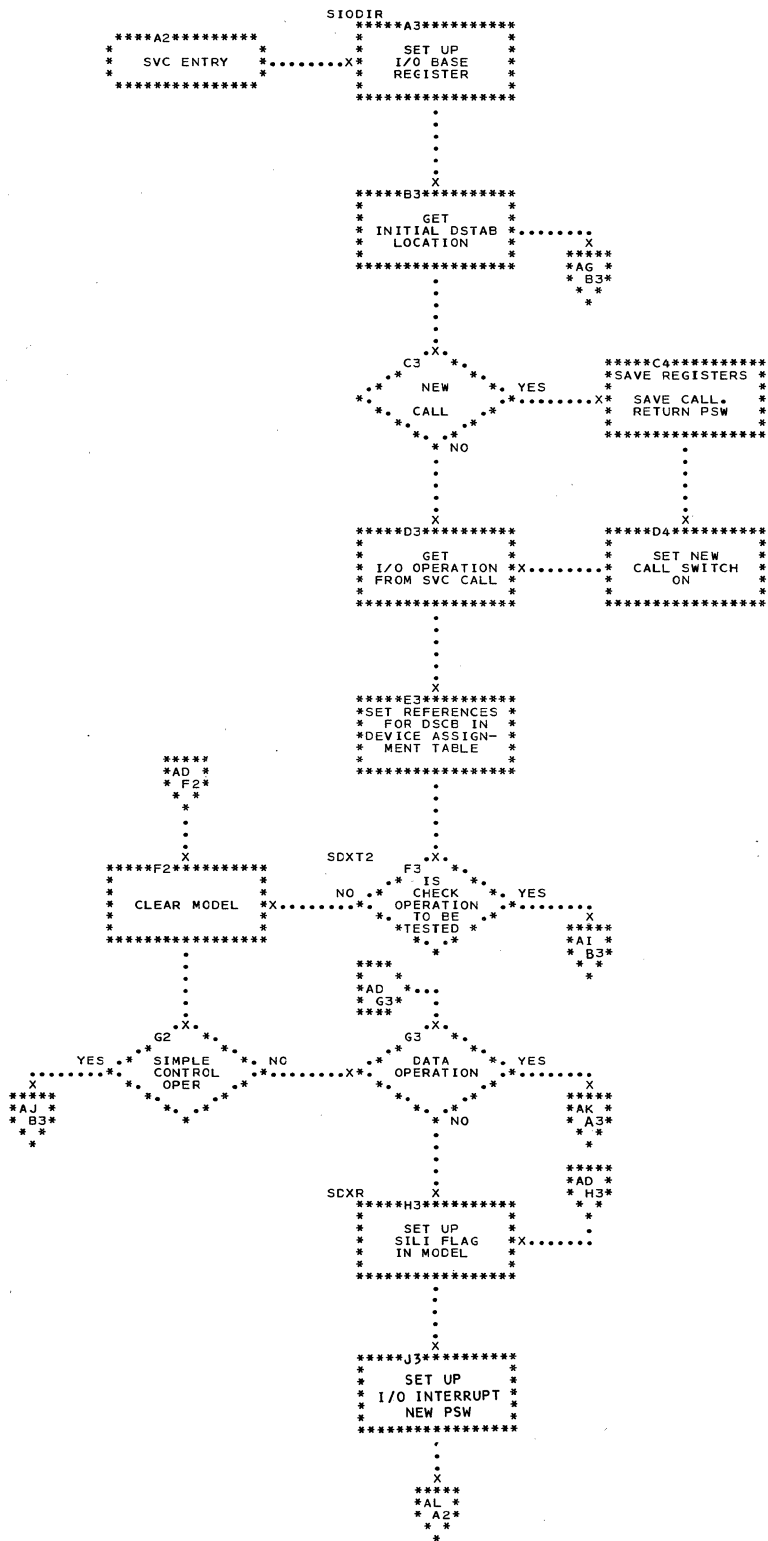 SIODIR
A2
SVC ENTRY
A3
SET UP
I/O BASE
REGISTER
B3
GET
INITIAL DSTAB
LOCATION
AG
B3
C3
NEW
CALL
YES
NO
C4
SAVE REGISTERS
SAVE CALL.
RETURN PSW
D3
GET
I/O OPERATION
FROM SVC CALL
D4
SET NEW
CALL SWITCH
ON
E3
SET REFERENCES
FOR DSCB IN
DEVICE ASSIGN-
MENT TABLE
AD
F2
F2
CLEAR MODEL
SDXT2
F3
IS
CHECK
OPERATION
TO BE
TESTED
NO
YES
AI
B3
AD
G3
G2
SIMPLE
CONTROL
OPER
YES
NO
AJ
B3
G3
DATA
OPERATION
YES
NO
AK
A3
AD
H3
SDXR
H3
SET UP
SILI FLAG
IN MODEL
J3
SET UP
I/O INTERRUPT
NEW PSW
AL
A2